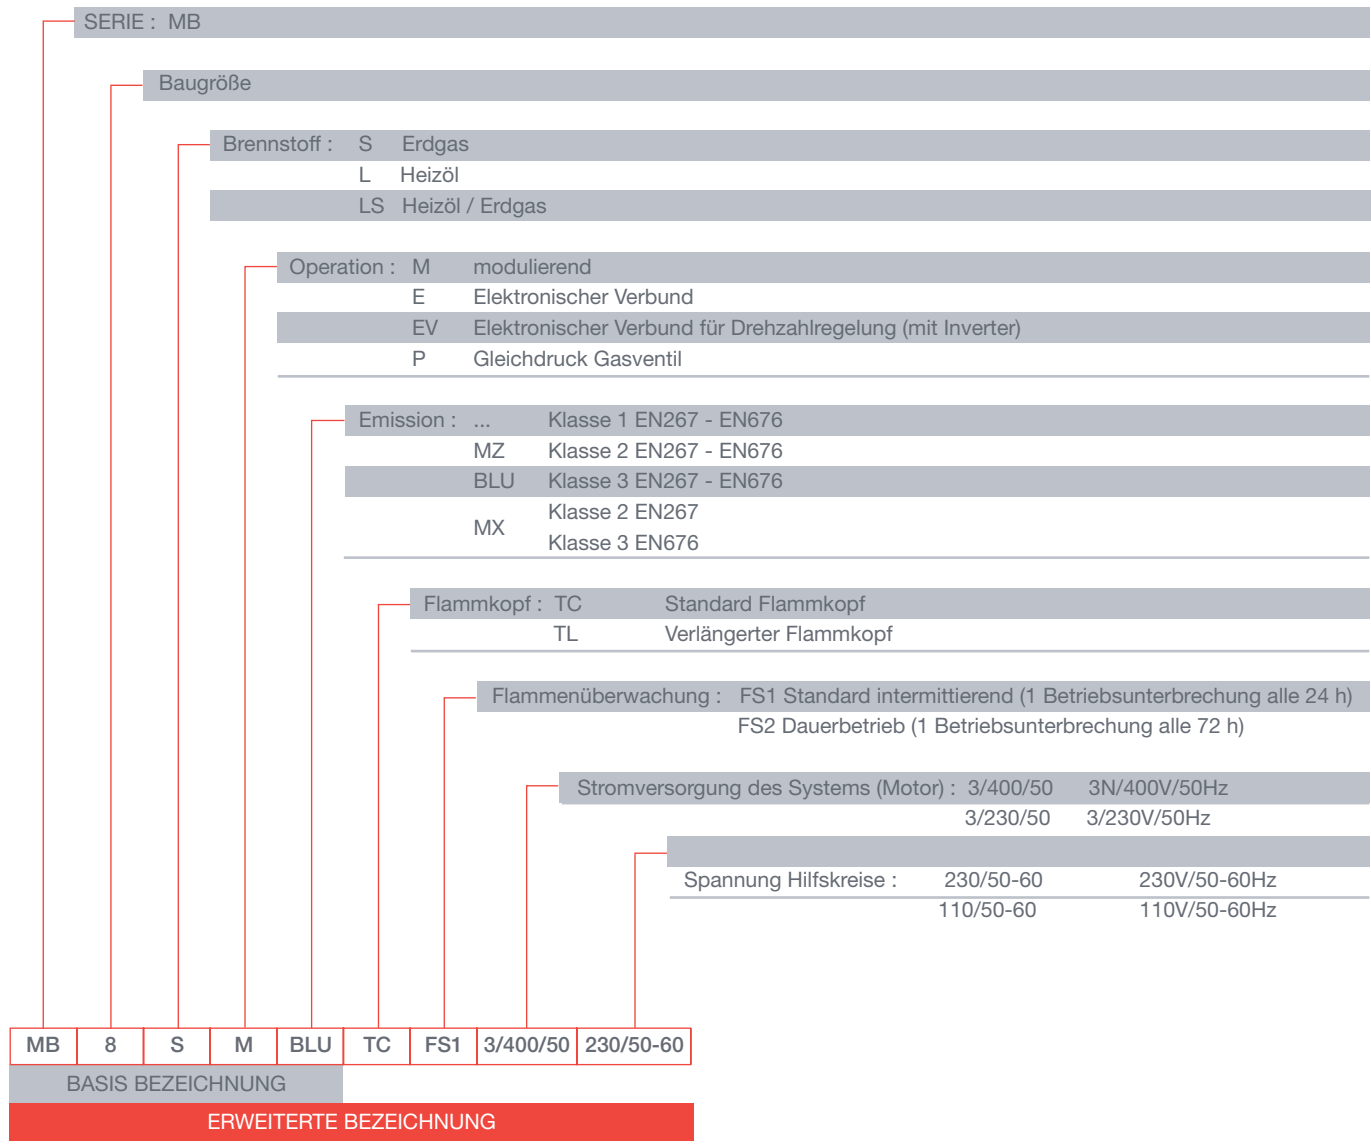 SERIE : MB
Baugröße
Brennstoff : S Erdgas
L Heizöl
LS Heizöl / Erdgas
Operation : M modulierend
E Elektronischer Verbund
EV Elektronischer Verbund für Drehzahlregelung (mit Inverter)
P Gleichdruck Gasventil
Emission : ... Klasse 1 EN267 - EN676
MZ Klasse 2 EN267 - EN676
BLU Klasse 3 EN267 - EN676
MX Klasse 2 EN267
Klasse 3 EN676
Flammkopf : TC Standard Flammkopf
TL Verlängerter Flammkopf
Flammenüberwachung : FS1 Standard intermittierend (1 Betriebsunterbrechung alle 24 h)
FS2 Dauerbetrieb (1 Betriebsunterbrechung alle 72 h)
Stromversorgung des Systems (Motor) : 3/400/50 3N/400V/50Hz
3/230/50 3/230V/50Hz
Spannung Hilfskreise : 230/50-60 230V/50-60Hz
110/50-60 110V/50-60Hz
MB 8 S M BLU TC FS1 3/400/50 230/50-60
BASIS BEZEICHNUNG
ERWEITERTE BEZEICHNUNG